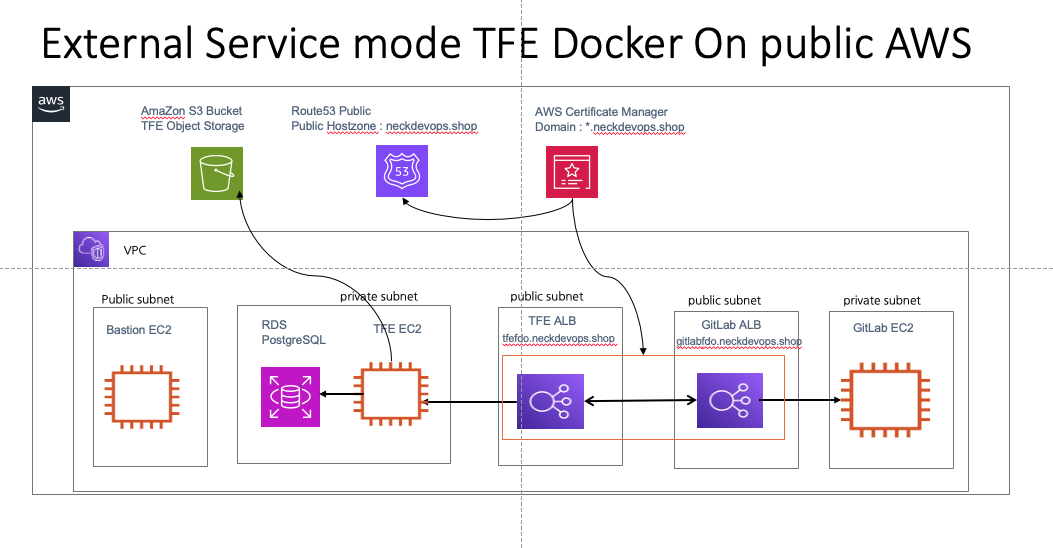 External Service mode TFE Docker On public AWS
aws
AmaZon S3 Bucket
TFE Object Storage
Route53 Public
Public Hostzone : neckdevops.shop
AWS Certificate Manager
Domain : *.neckdevops.shop
53
VPC
Public subnet
Bastion EC2
private subnet
RDS
PostgreSQL
TFE EC2
public subnet
TFE ALB
tfefdo.neckdevops.shop
public subnet
GitLab ALB
gitlabfdo.neckdevops.shop
private subnet
GitLab EC2